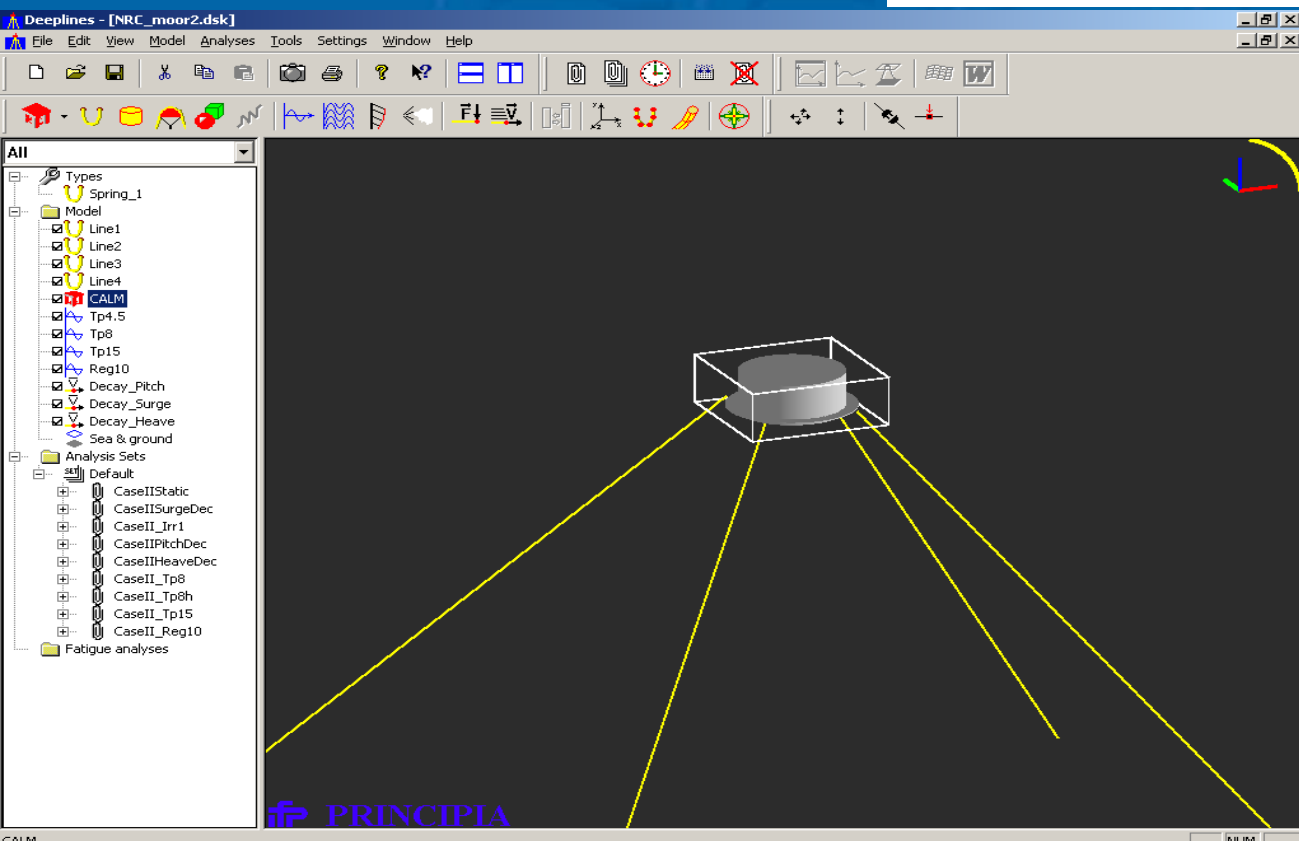 Deeplines - [NRC_moor2.dsk]
File Edit View Model Analyses Tools Settings Window Help
All
Types
Spring_1
Model
Line1
Line2
Line3
Line4
CALM
Tp4.5
Tp8
Tp15
Reg10
Decay_Pitch
Decay_Surge
Decay_Heave
Sea & ground
Analysis Sets
Default
CaseIIStatic
CaseIISurgeDec
CaseII_Irr1
CaseIIPitchDec
CaseIIHeaveDec
CaseII_Tp8
CaseII_Tp8h
CaseII_Tp15
CaseII_Reg10
Fatigue analyses
PRINCIPIA
CALM
NUM